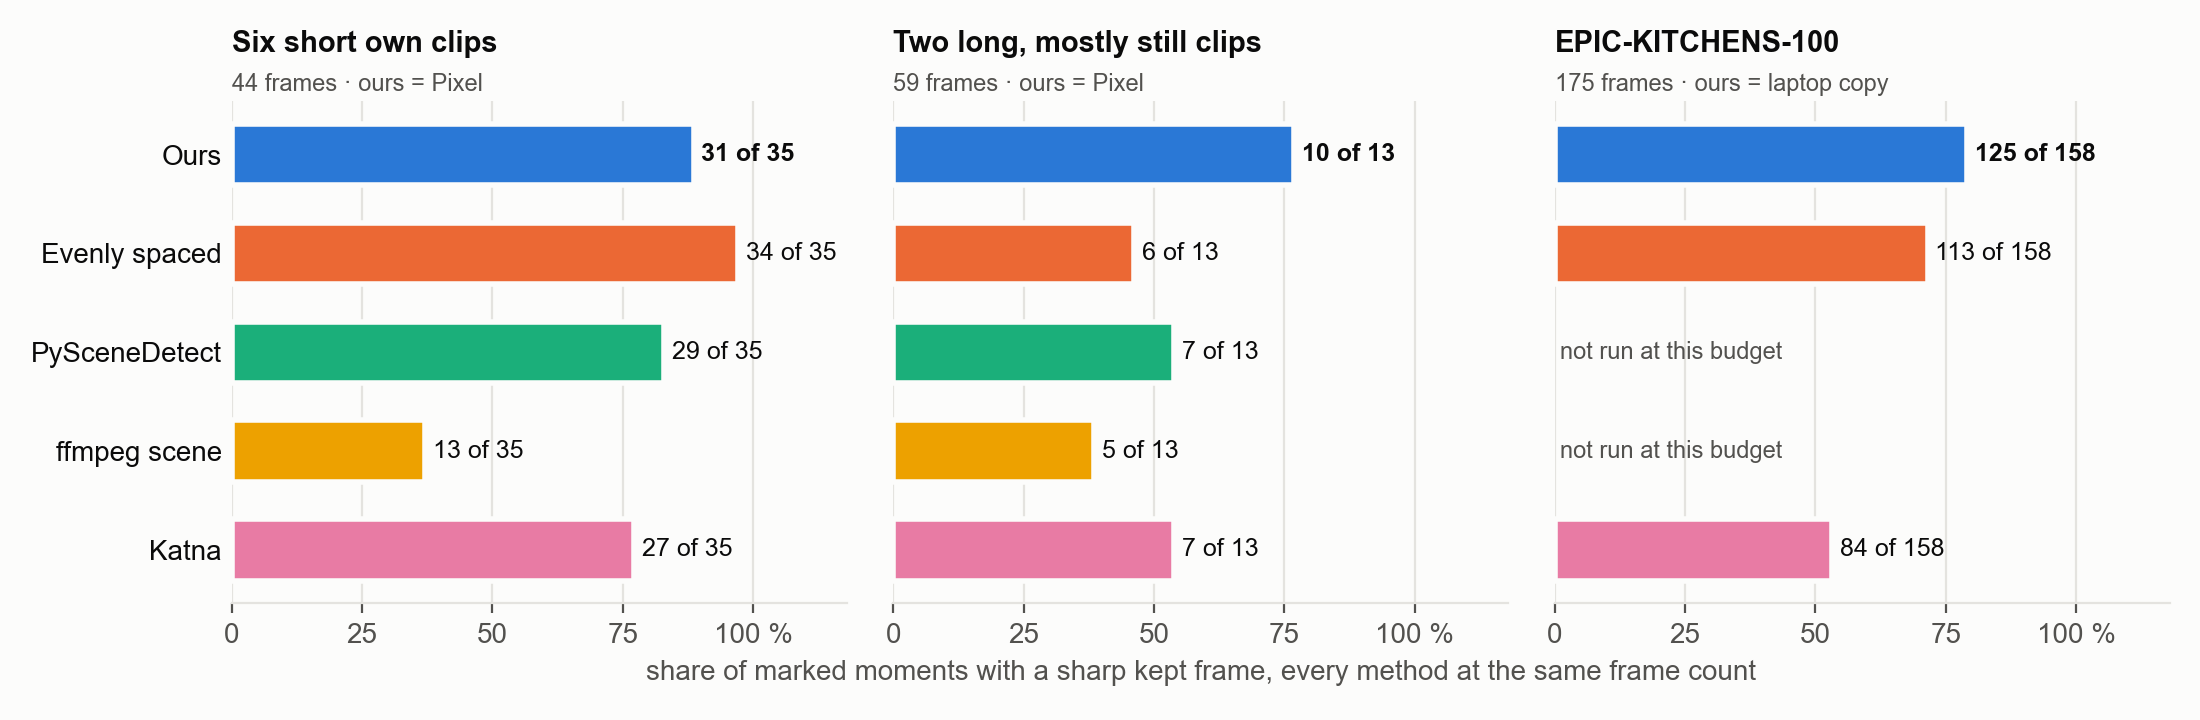 Six short own clips
44 frames · ours = Pixel
Two long, mostly still clips
59 frames · ours = Pixel
EPIC-KITCHENS-100
175 frames · ours = laptop copy
Ours
31 of 35
10 of 13
125 of 158
Evenly spaced
34 of 35
6 of 13
113 of 158
PySceneDetect
29 of 35
7 of 13
not run at this budget
ffmpeg scene
13 of 35
5 of 13
not run at this budget
Katna
27 of 35
7 of 13
84 of 158
0 25 50 75 100 %
0 25 50 75 100 %
0 25 50 75 100 %
share of marked moments with a sharp kept frame, every method at the same frame count